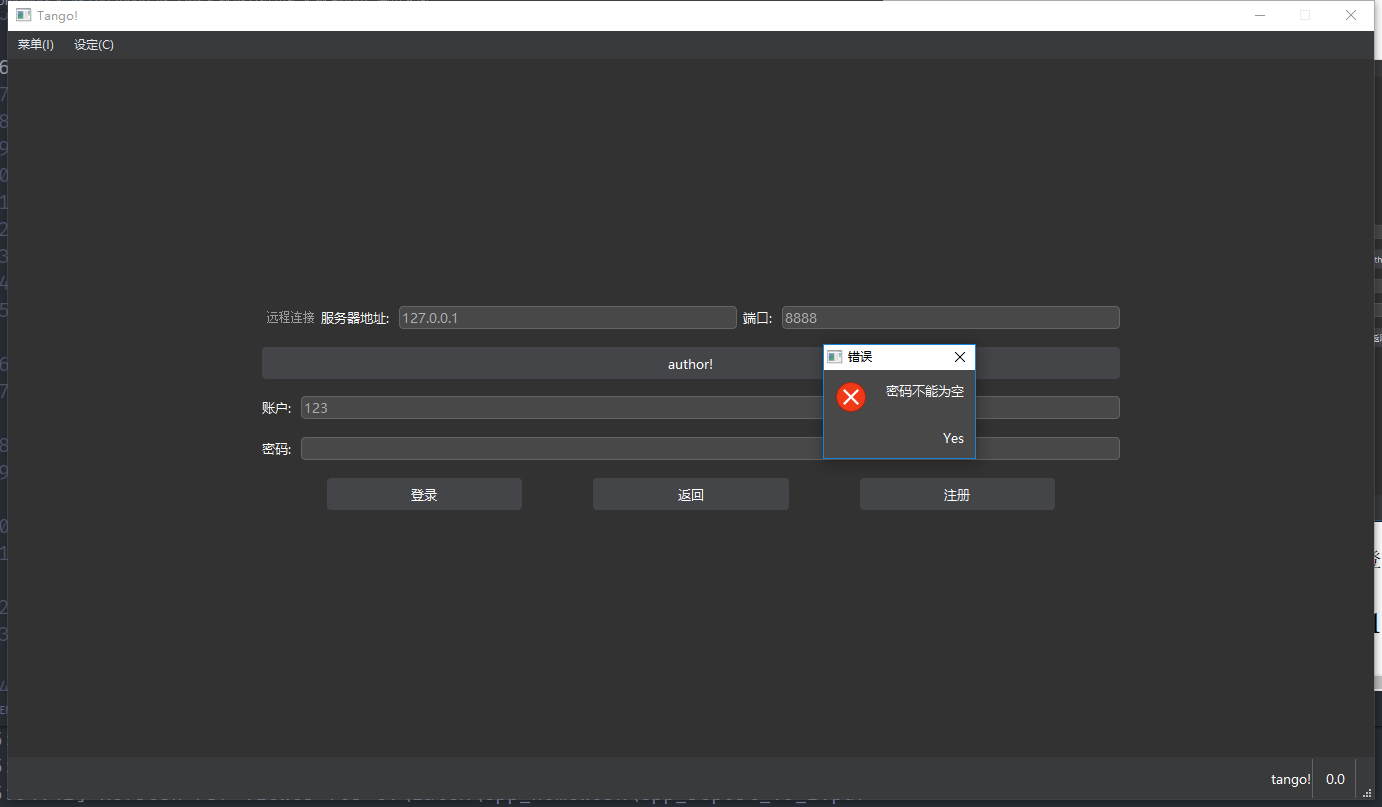 Tango!
菜单(I) 设定(C)
远程连接 服务器地址: 127.0.0.1 端口: 8888
author!
错误
密码不能为空
Yes
账户: 123
密码:
登录 返回 注册
tango! 0.0